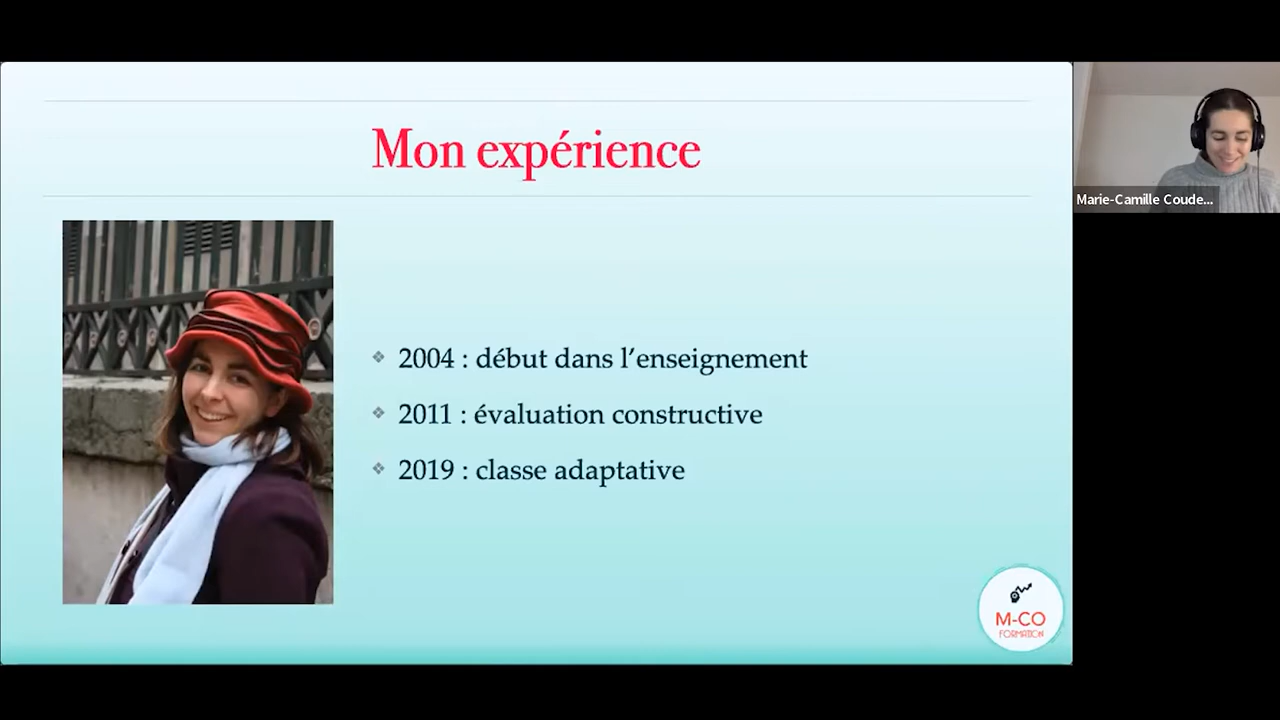 Mon expérience
Marie-Camille Coude...
2004 : début dans l’enseignement
2011 : évaluation constructive
2019 : classe adaptative
M-CO
FORMATION